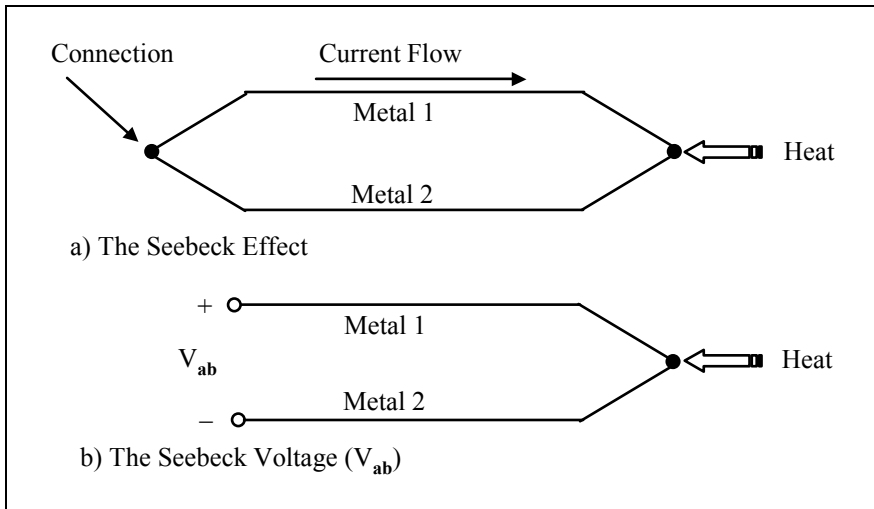 Connection
Current Flow
Metal 1
Heat
Metal 2
a) The Seebeck Effect
+
Metal 1
Vab
Heat
Metal 2
−
b) The Seebeck Voltage (Vab)